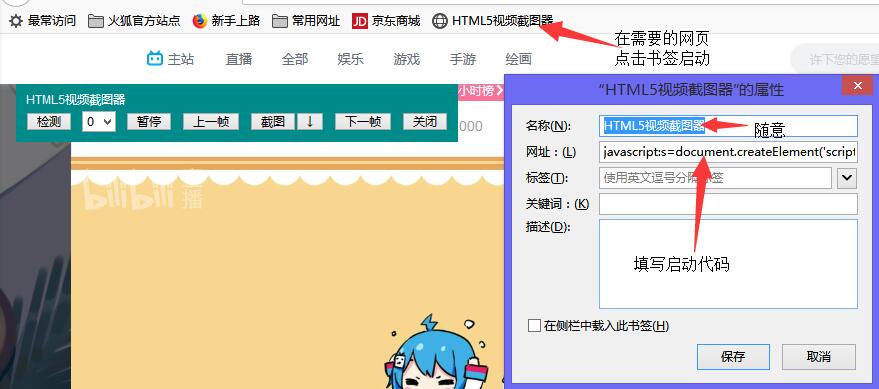 最常访问 火狐官方站点 新手上路 常用网址 JD 京东商城 HTML5视频截图器
在需要的网页
点击书签启动
主站 直播 全部 娱乐 游戏 手游 绘画 许下您的愿望
小时榜
HTML5视频截图器
检测 0 暂停 上一帧 截图 ↓ 下一帧 关闭
000
bilibili 直播
"HTML5视频截图器"的属性
名称(N): HTML5视频截图器
随意
网址：(L) javascript:s=document.createElement('script
标签(T): 使用英文逗号分隔标签
关键词：(K)
描述(D):
填写启动代码
在侧栏中载入此书签(H)
保存 取消